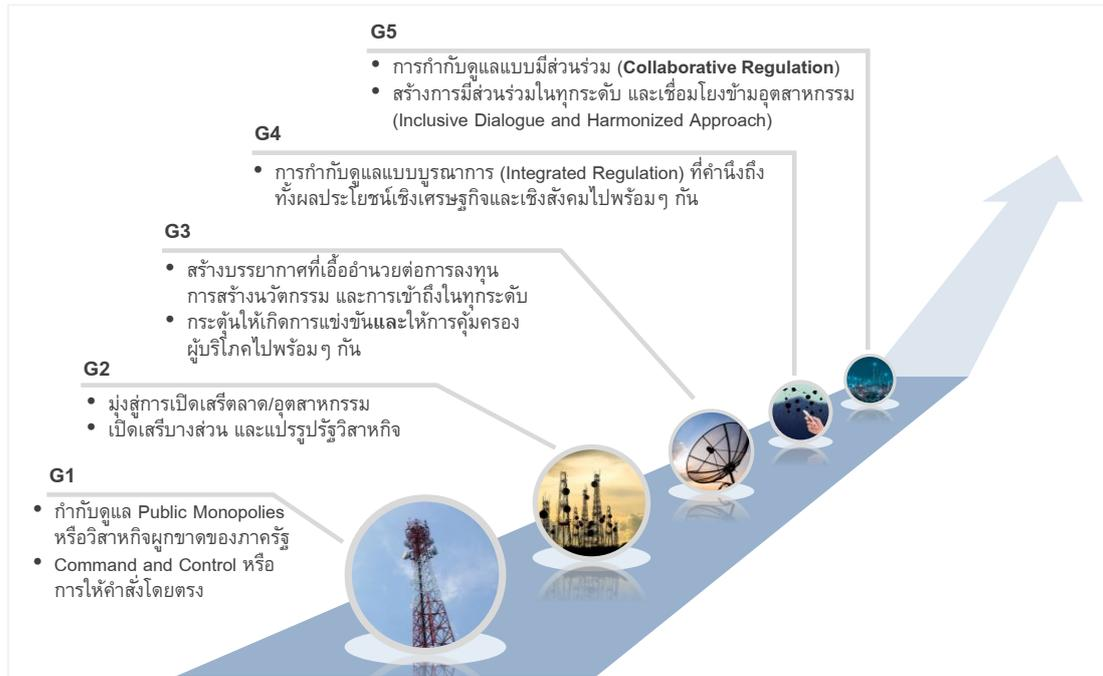 G5
• การกำกับดูแลแบบมีส่วนร่วม (Collaborative Regulation)
• สร้างการมีส่วนร่วมในทุกระดับ และเชื่อมโยงข้ามอุตสาหกรรม
(Inclusive Dialogue and Harmonized Approach)
G4
• การกำกับดูแลแบบบูรณาการ (Integrated Regulation) ที่คำนึงถึง
ทั้งผลประโยชน์เชิงเศรษฐกิจและเชิงสังคมไปพร้อมๆ กัน
G3
• สร้างบรรยากาศที่เอื้ออำนวยต่อการลงทุน
การสร้างนวัตกรรม และการเข้าถึงในทุกระดับ
• กระตุ้นให้เกิดการแข่งขันและให้การคุ้มครอง
ผู้บริโภคไปพร้อมๆ กัน
G2
• มุ่งสู่การเปิดเสรีตลาด/อุตสาหกรรม
• เปิดเสรีบางส่วน และแปรรูปรัฐวิสาหกิจ
G1
• กำกับดูแล Public Monopolies
หรือวิสาหกิจผูกขาดของภาครัฐ
• Command and Control หรือ
การให้คำสั่งโดยตรง